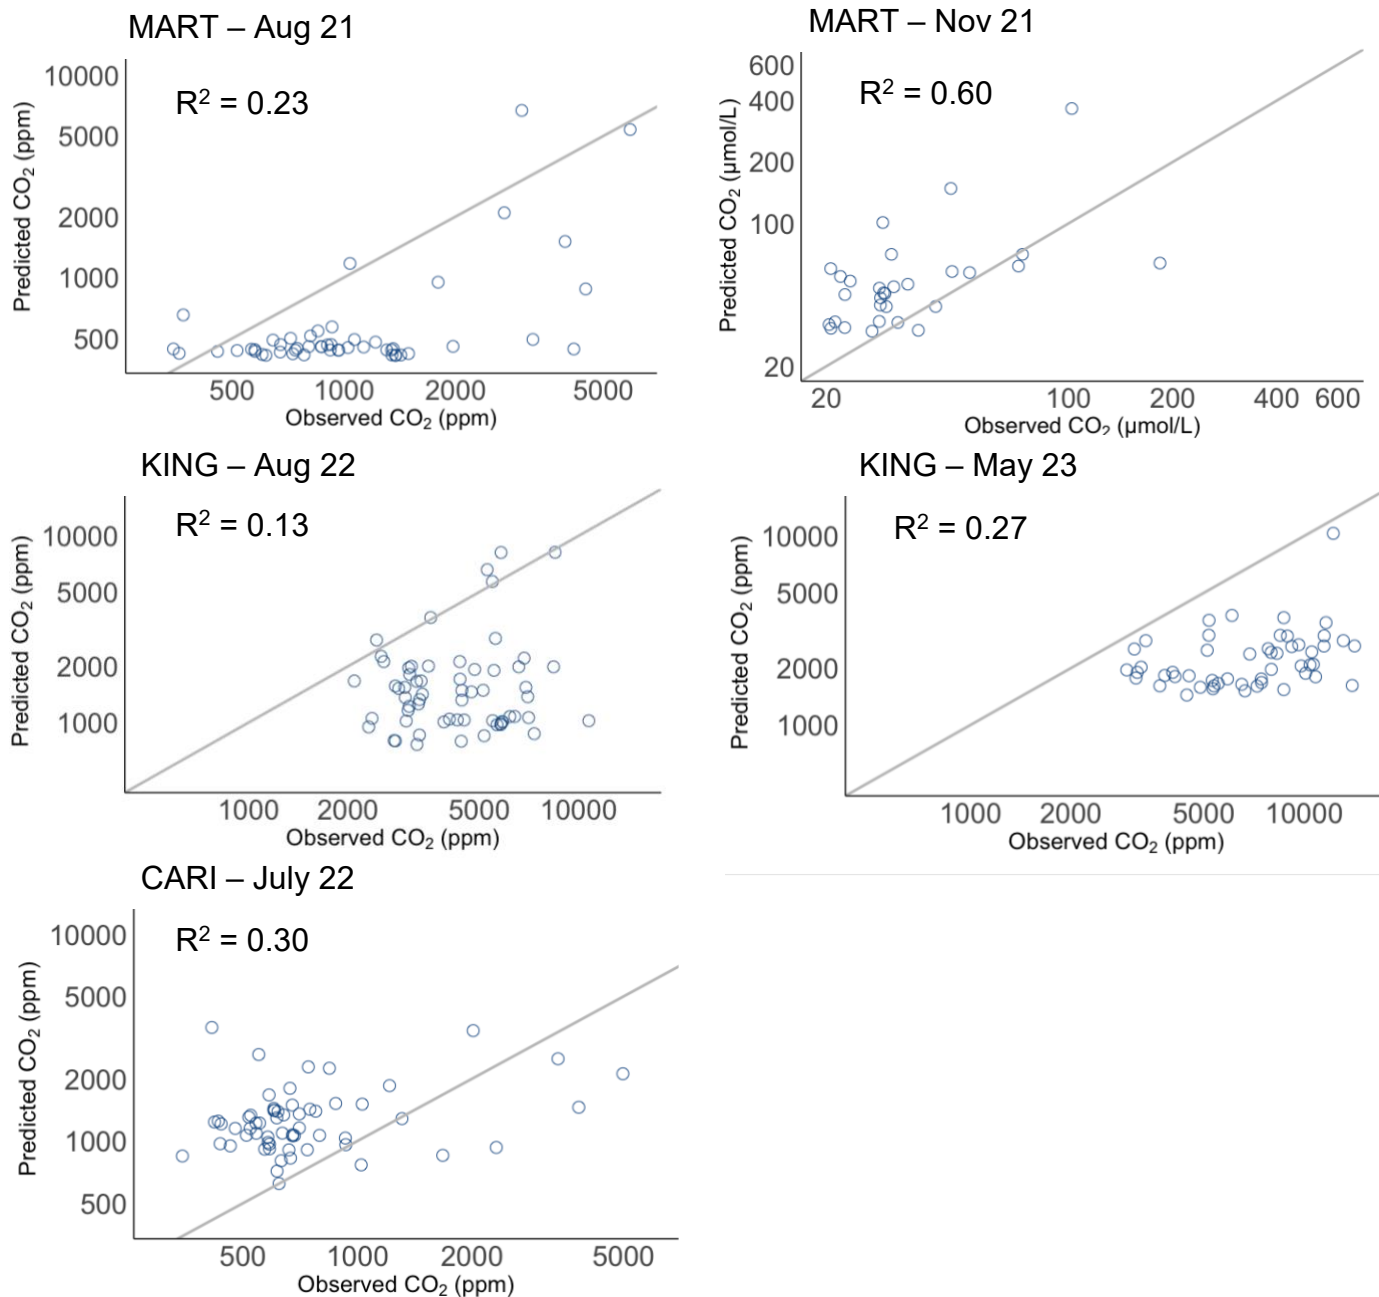 MART – Aug 21
R² = 0.23
Predicted CO₂ (ppm)
10000
5000
2000
1000
500
500 1000 2000 5000
Observed CO₂ (ppm)
MART – Nov 21
R² = 0.60
Predicted CO₂ (μmol/L)
600
400
200
100
20
20 100 200 400 600
Observed CO₂ (μmol/L)
KING – Aug 22
R² = 0.13
Predicted CO₂ (ppm)
10000
5000
2000
1000
1000 2000 5000 10000
Observed CO₂ (ppm)
KING – May 23
R² = 0.27
Predicted CO₂ (ppm)
10000
5000
2000
1000
1000 2000 5000 10000
Observed CO₂ (ppm)
CARI – July 22
R² = 0.30
Predicted CO₂ (ppm)
10000
5000
2000
1000
500
500 1000 2000 5000
Observed CO₂ (ppm)